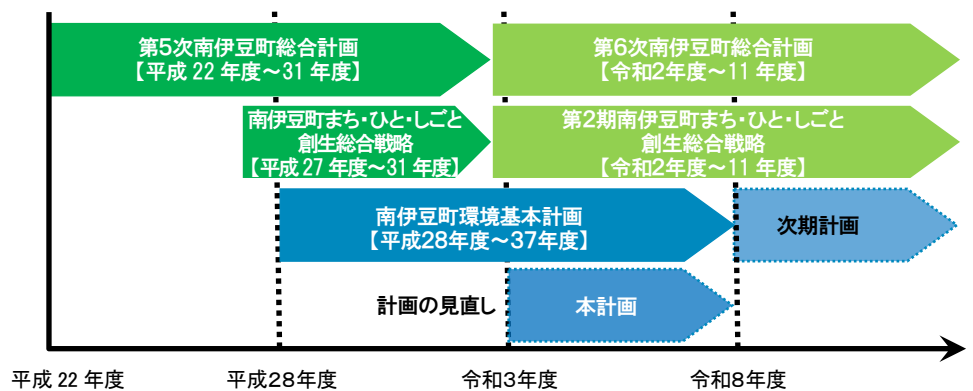 第5次南伊豆町総合計画
【平成 22 年度～31 年度】
第6次南伊豆町総合計画
【令和2年度～11 年度】
南伊豆町まち・ひと・しごと
創生総合戦略
【平成 27 年度～31 年度】
第2期南伊豆町まち・ひと・しごと
創生総合戦略
【令和2年度～11 年度】
南伊豆町環境基本計画
【平成28年度～37年度】
次期計画
計画の見直し
本計画
平成 22 年度
平成28年度
令和3年度
令和8年度